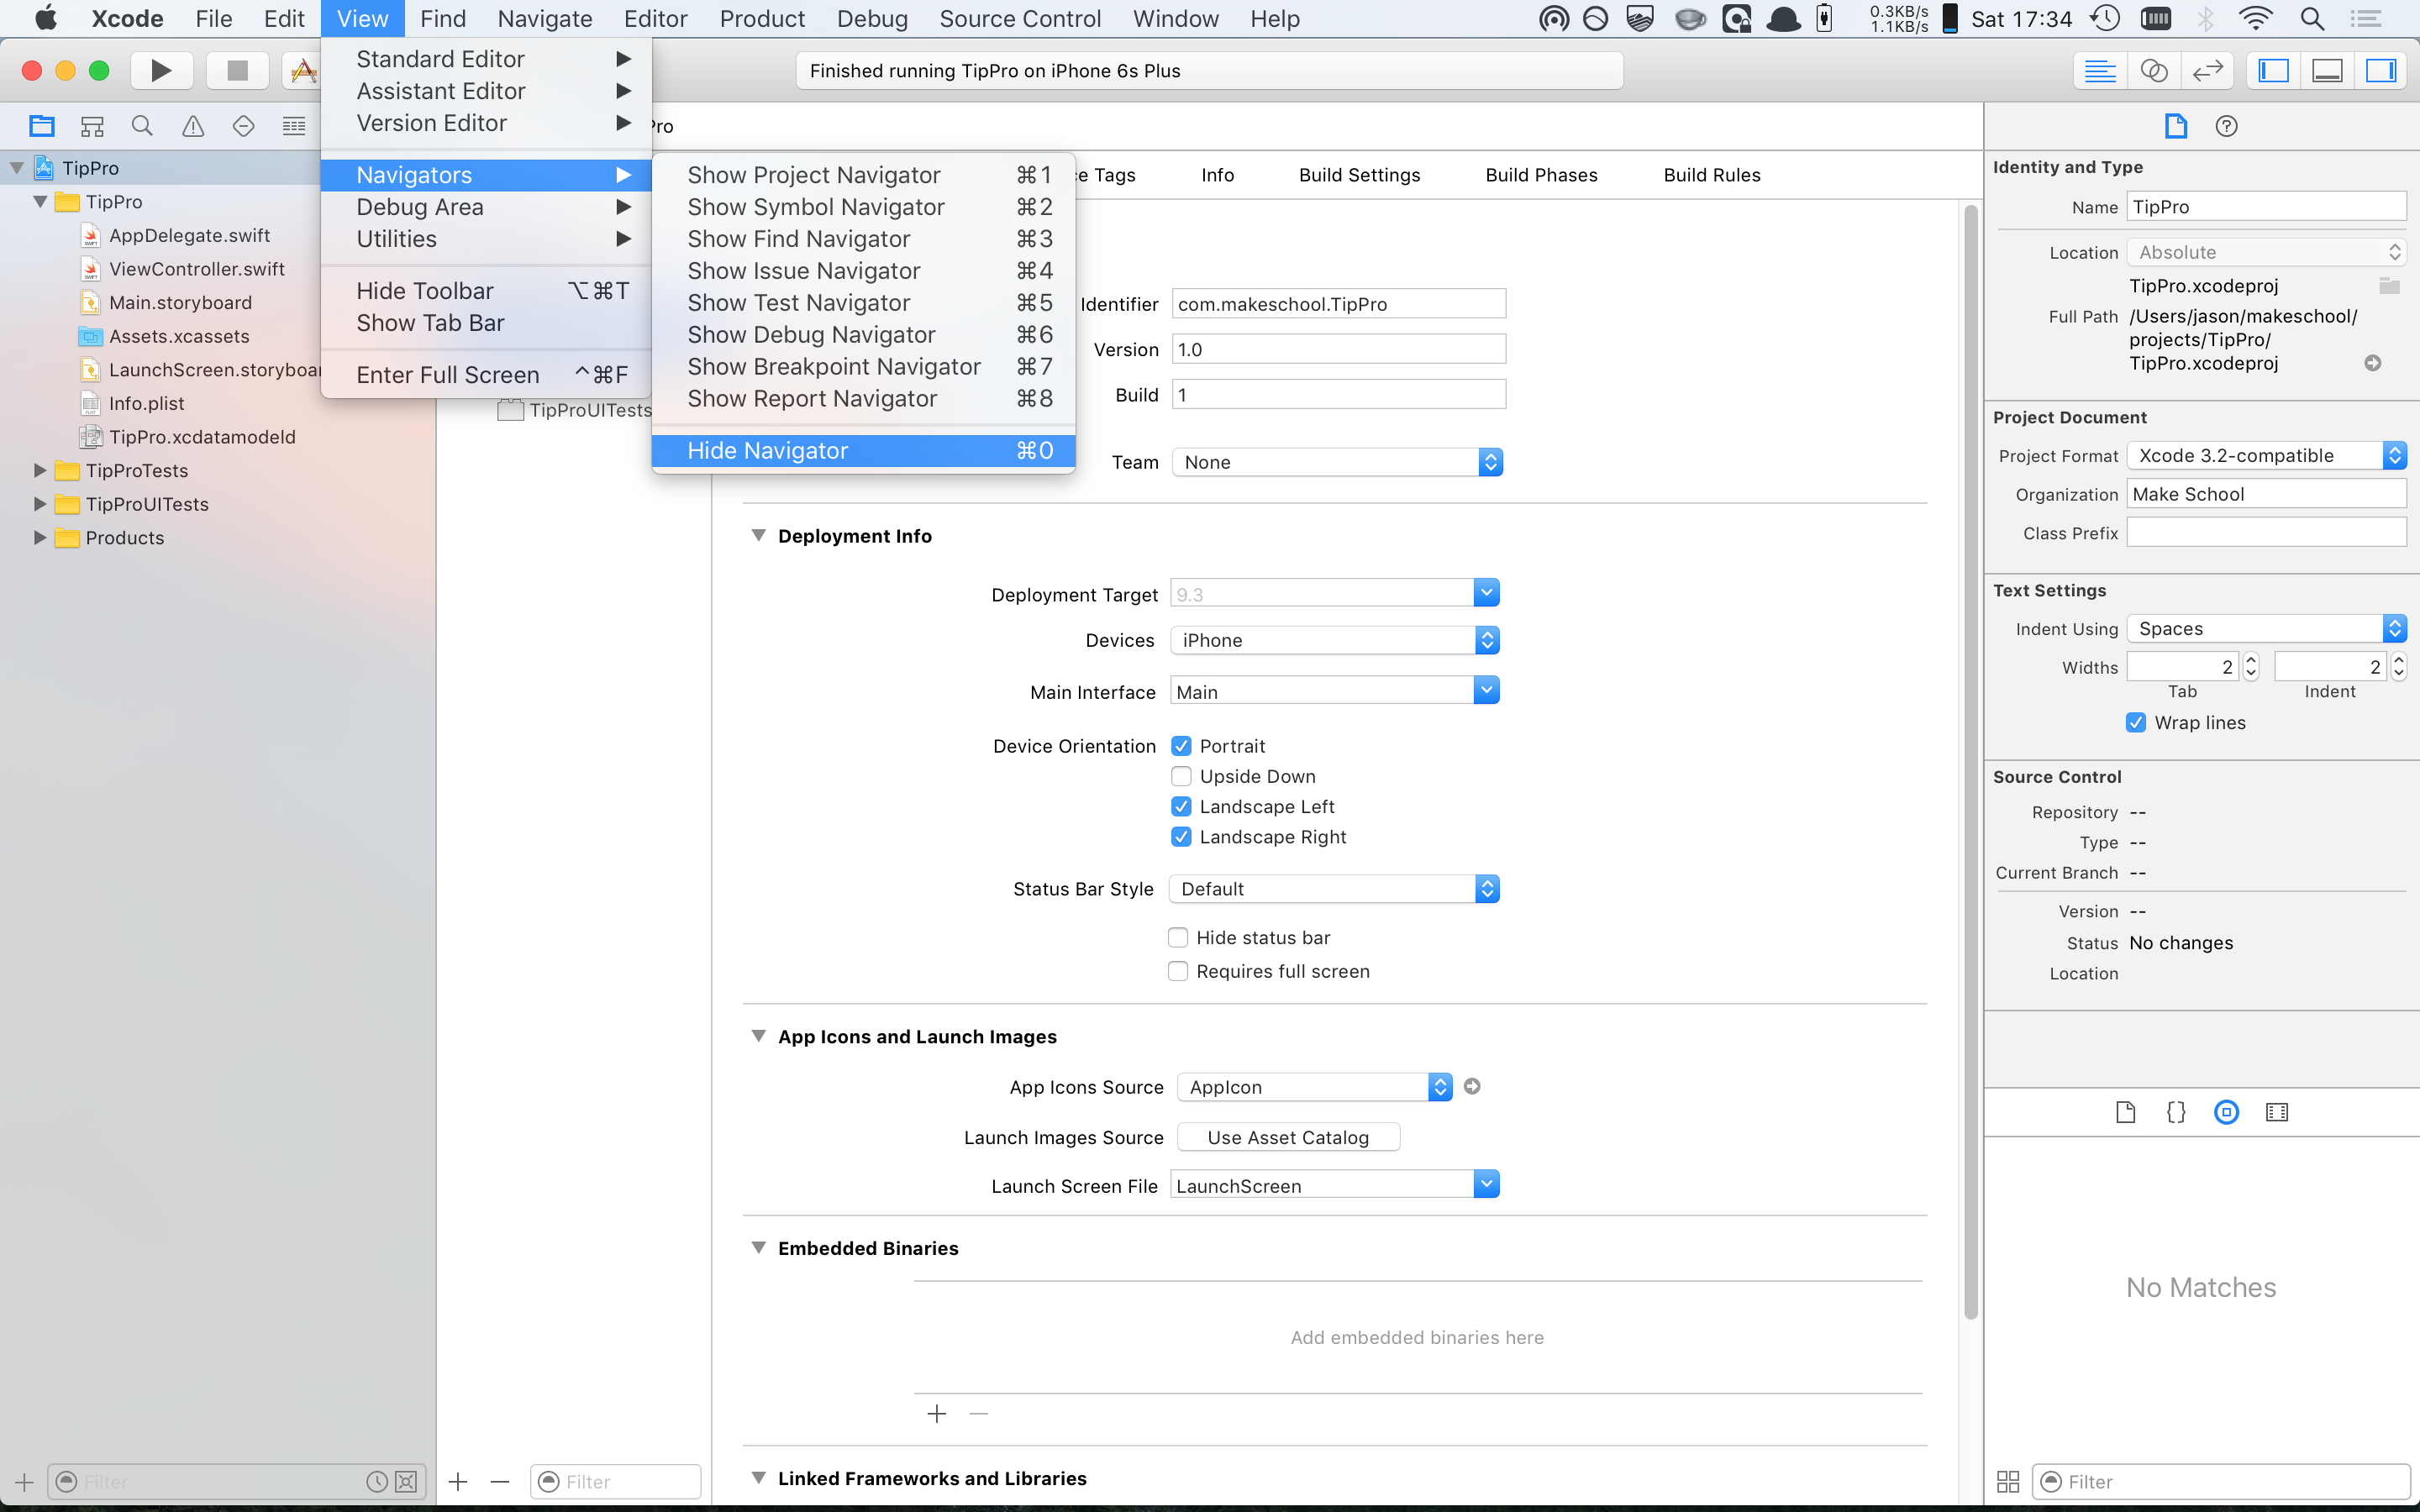 Xcode File Edit View Find Navigate Editor Product Debug Source Control Window Help
0.3KB/s
1.1KB/s
Sat 17:34
Finished running TipPro on iPhone 6s Plus
Standard Editor
Assistant Editor
Version Editor
Navigators
Debug Area
Utilities
Hide Toolbar ⌥⌘T
Show Tab Bar
Enter Full Screen ^⌘F
Show Project Navigator ⌘1
Show Symbol Navigator ⌘2
Show Find Navigator ⌘3
Show Issue Navigator ⌘4
Show Test Navigator ⌘5
Show Debug Navigator ⌘6
Show Breakpoint Navigator ⌘7
Show Report Navigator ⌘8
Hide Navigator ⌘0
TipPro
TipPro
AppDelegate.swift
ViewController.swift
Main.storyboard
Assets.xcassets
LaunchScreen.storyboar
Info.plist
TipPro.xcdatamodeld
TipProTests
TipProUITests
Products
Filter
TipProUITests
Filter
Pro
e Tags Info Build Settings Build Phases Build Rules
Identifier com.makeschool.TipPro
Version 1.0
Build 1
Team None
Deployment Info
Deployment Target 9.3
Devices iPhone
Main Interface Main
Device Orientation Portrait
Upside Down
Landscape Left
Landscape Right
Status Bar Style Default
Hide status bar
Requires full screen
App Icons and Launch Images
App Icons Source AppIcon
Launch Images Source Use Asset Catalog
Launch Screen File LaunchScreen
Embedded Binaries
Add embedded binaries here
Linked Frameworks and Libraries
Identity and Type
Name TipPro
Location Absolute
TipPro.xcodeproj
Full Path /Users/jason/makeschool/
projects/TipPro/
TipPro.xcodeproj
Project Document
Project Format Xcode 3.2-compatible
Organization Make School
Class Prefix
Text Settings
Indent Using Spaces
Widths 2 2
Tab Indent
Wrap lines
Source Control
Repository --
Type --
Current Branch --
Version --
Status No changes
Location
No Matches
Filter